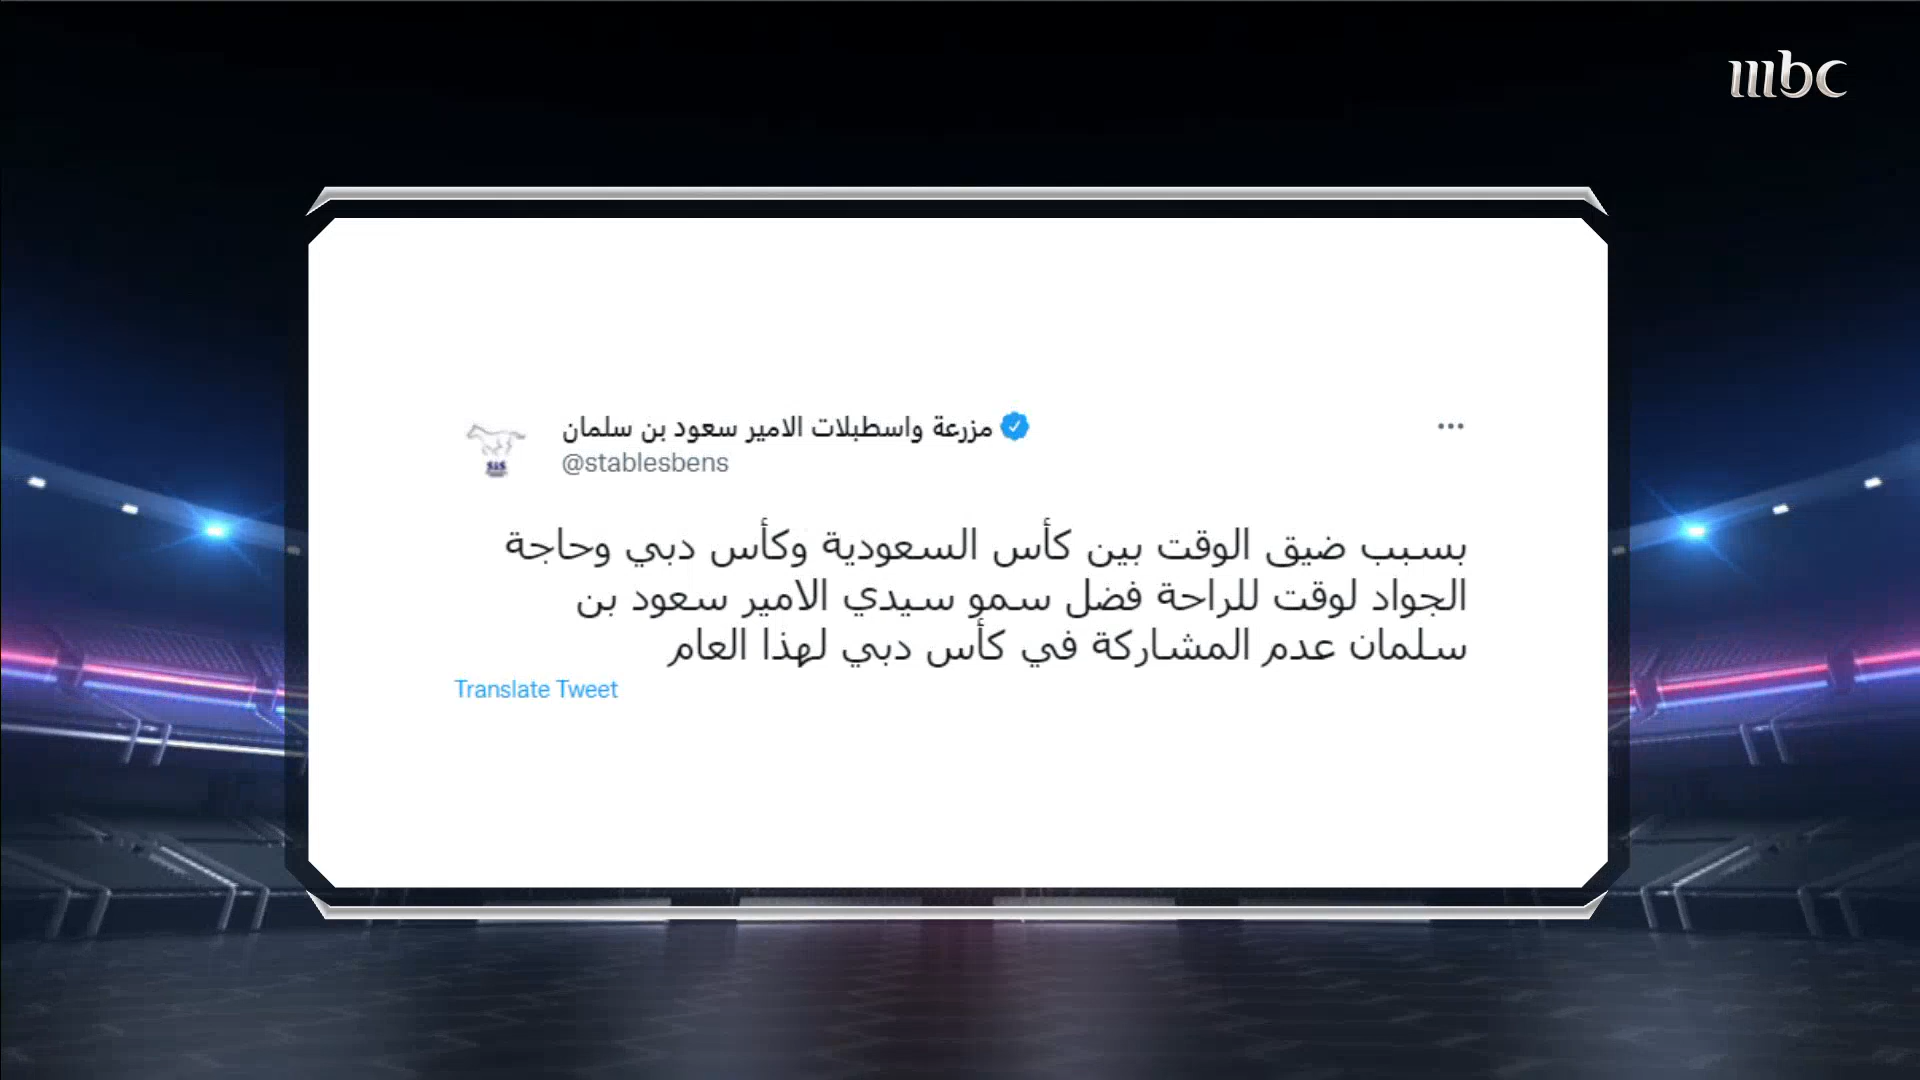 mbc
مزرعة واسطبلات الامير سعود بن سلمان
@stablesbens
بسبب ضيق الوقت بين كأس السعودية وكأس دبي وحاجة
الجواد لوقت للراحة فضل سمو سيدي الامير سعود بن
سلمان عدم المشاركة في كأس دبي لهذا العام
Translate Tweet